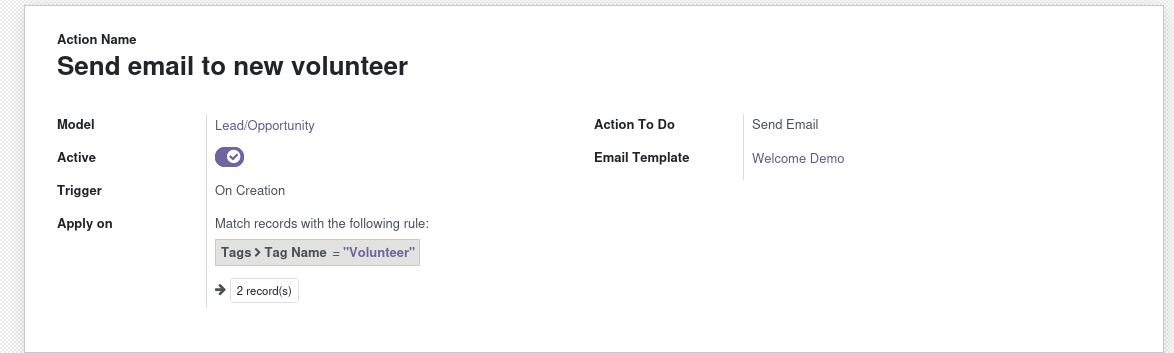 Action Name
Send email to new volunteer
Model
Lead/Opportunity
Active
Trigger
On Creation
Apply on
Match records with the following rule:
Tags > Tag Name = "Volunteer"
2 record(s)
Action To Do
Send Email
Email Template
Welcome Demo